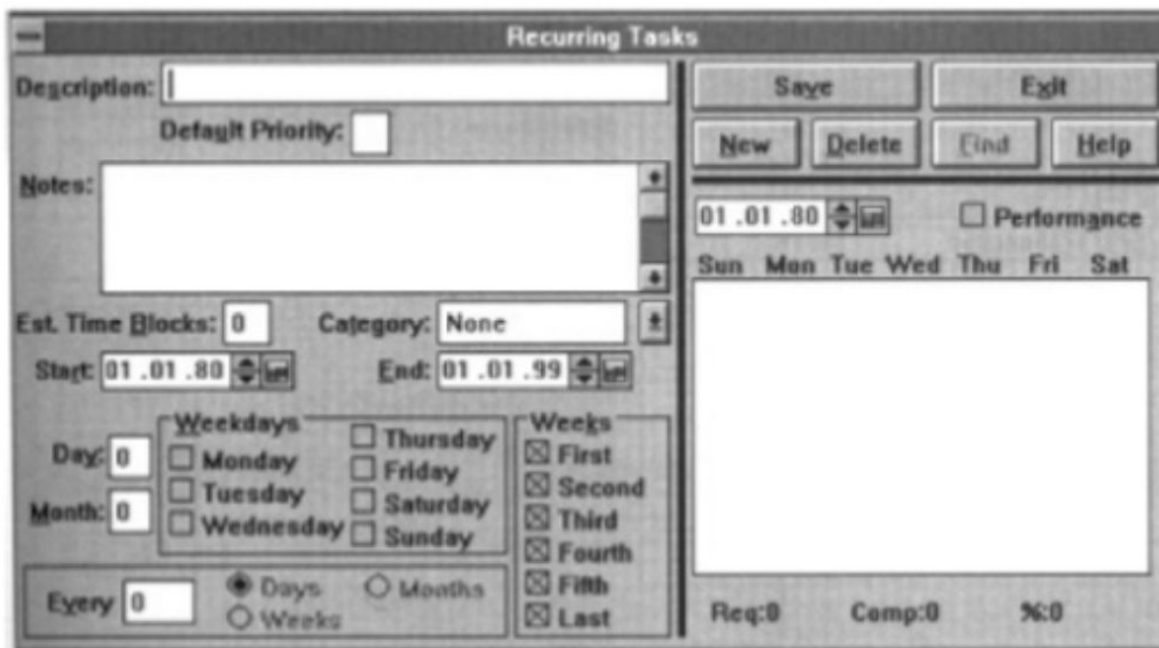 Recurring Tasks
Description:
Default Priority:
Notes:
Est. Time Blocks: 0 Category: None
Start: 01.01.80 End: 01.01.99
Day: 0
Month: 0
Weekdays
Monday
Tuesday
Wednesday
Thursday
Friday
Saturday
Sunday
Weeks
First
Second
Third
Fourth
Fifth
Last
Every 0
Days
Months
Weeks
Save Exit
New Delete Find Help
01.01.80 Performance
Sun Mon Tue Wed Thu Fri Sat
Req:0 Comp:0 %:0